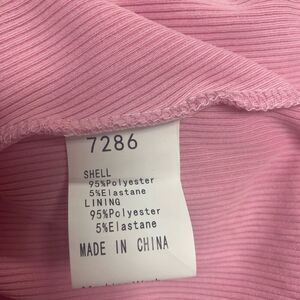 7286
SHELL
95%Polyester
5%Elastane
LINING
95%Polyester
5%Elastane
MADE IN CHINA